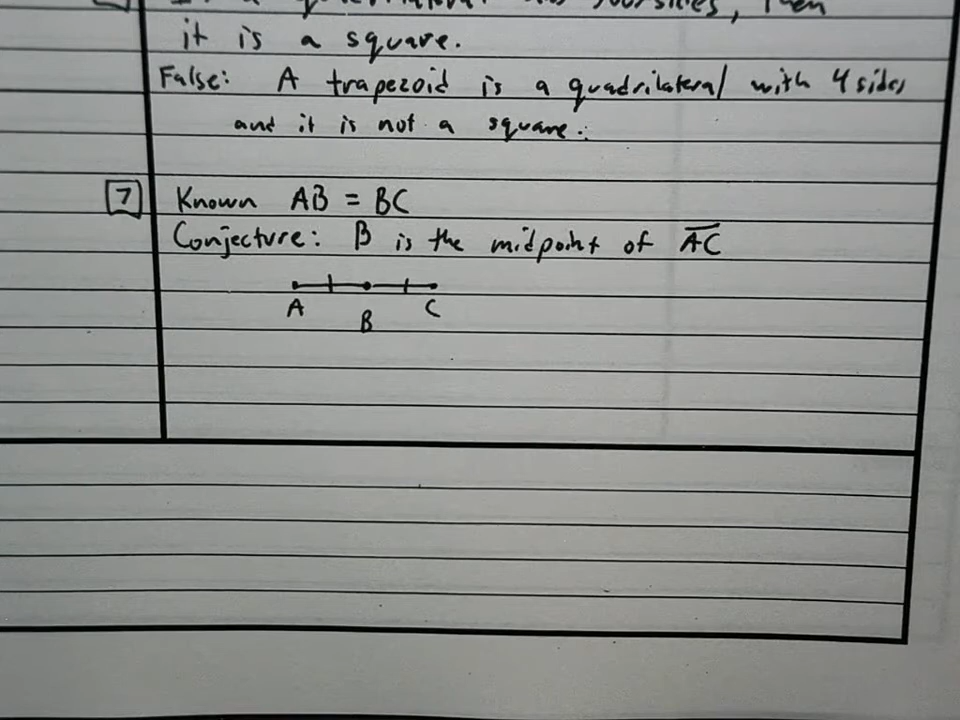 it is a square.
False: A trapezoid is a quadrilateral with 4 sides
and it is not a square.
7 Known AB = BC
Conjecture: B is the midpoint of AC
A B C